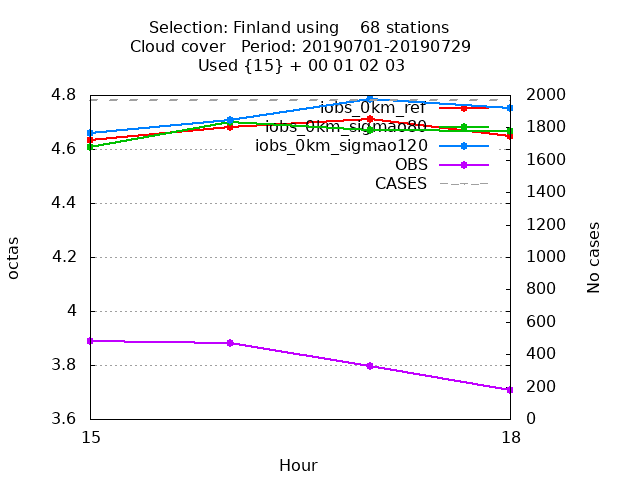 Selection: Finland using    68 stations
Cloud cover   Period: 20190701-20190729
Used {15} + 00 01 02 03
4.8
4.6
4.4
4.2
4
3.8
3.6
octas
iobs_0km_ref
iobs_0km_sigmao80
iobs_0km_sigmao120
OBS
CASES
2000
1800
1600
1400
1200
1000
800
600
400
200
0
No cases
15
18
Hour